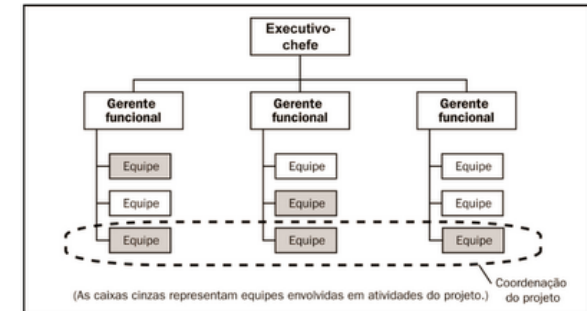 Executivo-
chefe
Gerente
funcional
Gerente
funcional
Gerente
funcional
Equipe
Equipe
Equipe
Equipe
Equipe
Equipe
Equipe
Equipe
Equipe
(As caixas cinzas representam equipes envolvidas em atividades do projeto.)
Coordenação
do projeto